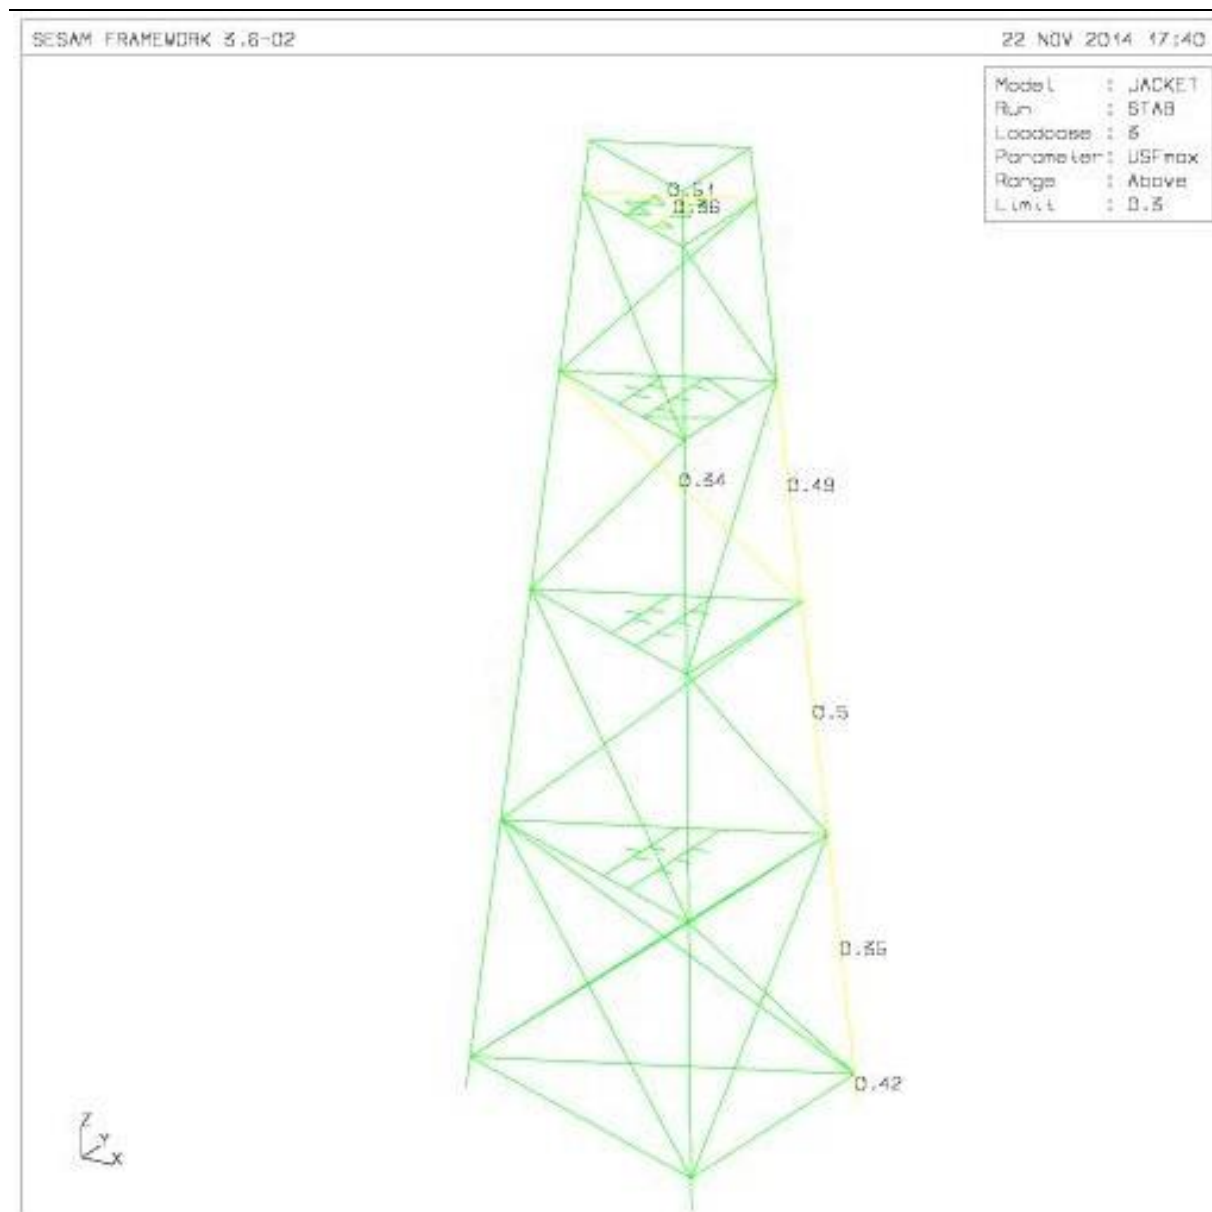 SESAM FRAMEWORK 3.6-02
22 NOV 2014 17:40
Model : JACKET
Run : STAB
Loadcase : 3
Parameter: USFmax
Range : Above
Limit : 0.3
0.51
0.36
0.34
0.49
0.5
0.35
0.42
Z
Y
X